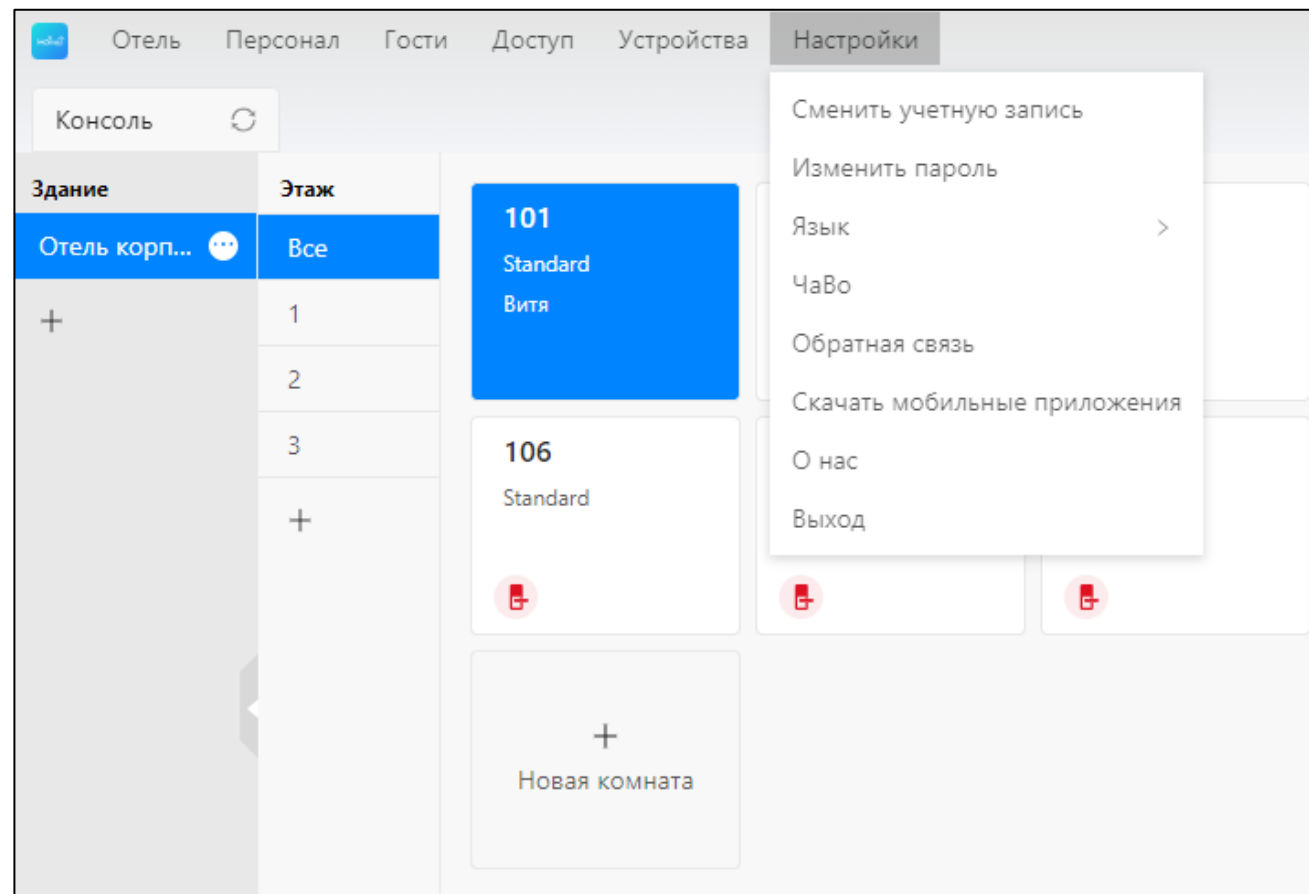 Отель Персонал Гости Доступ Устройства Настройки
Консоль
Здание
Отель корп...
Этаж
Все
1
2
3
101
Standard
Витя
106
Standard
Новая комната
Сменить учетную запись
Изменить пароль
Язык
ЧаВо
Обратная связь
Скачать мобильные приложения
О нас
Выход